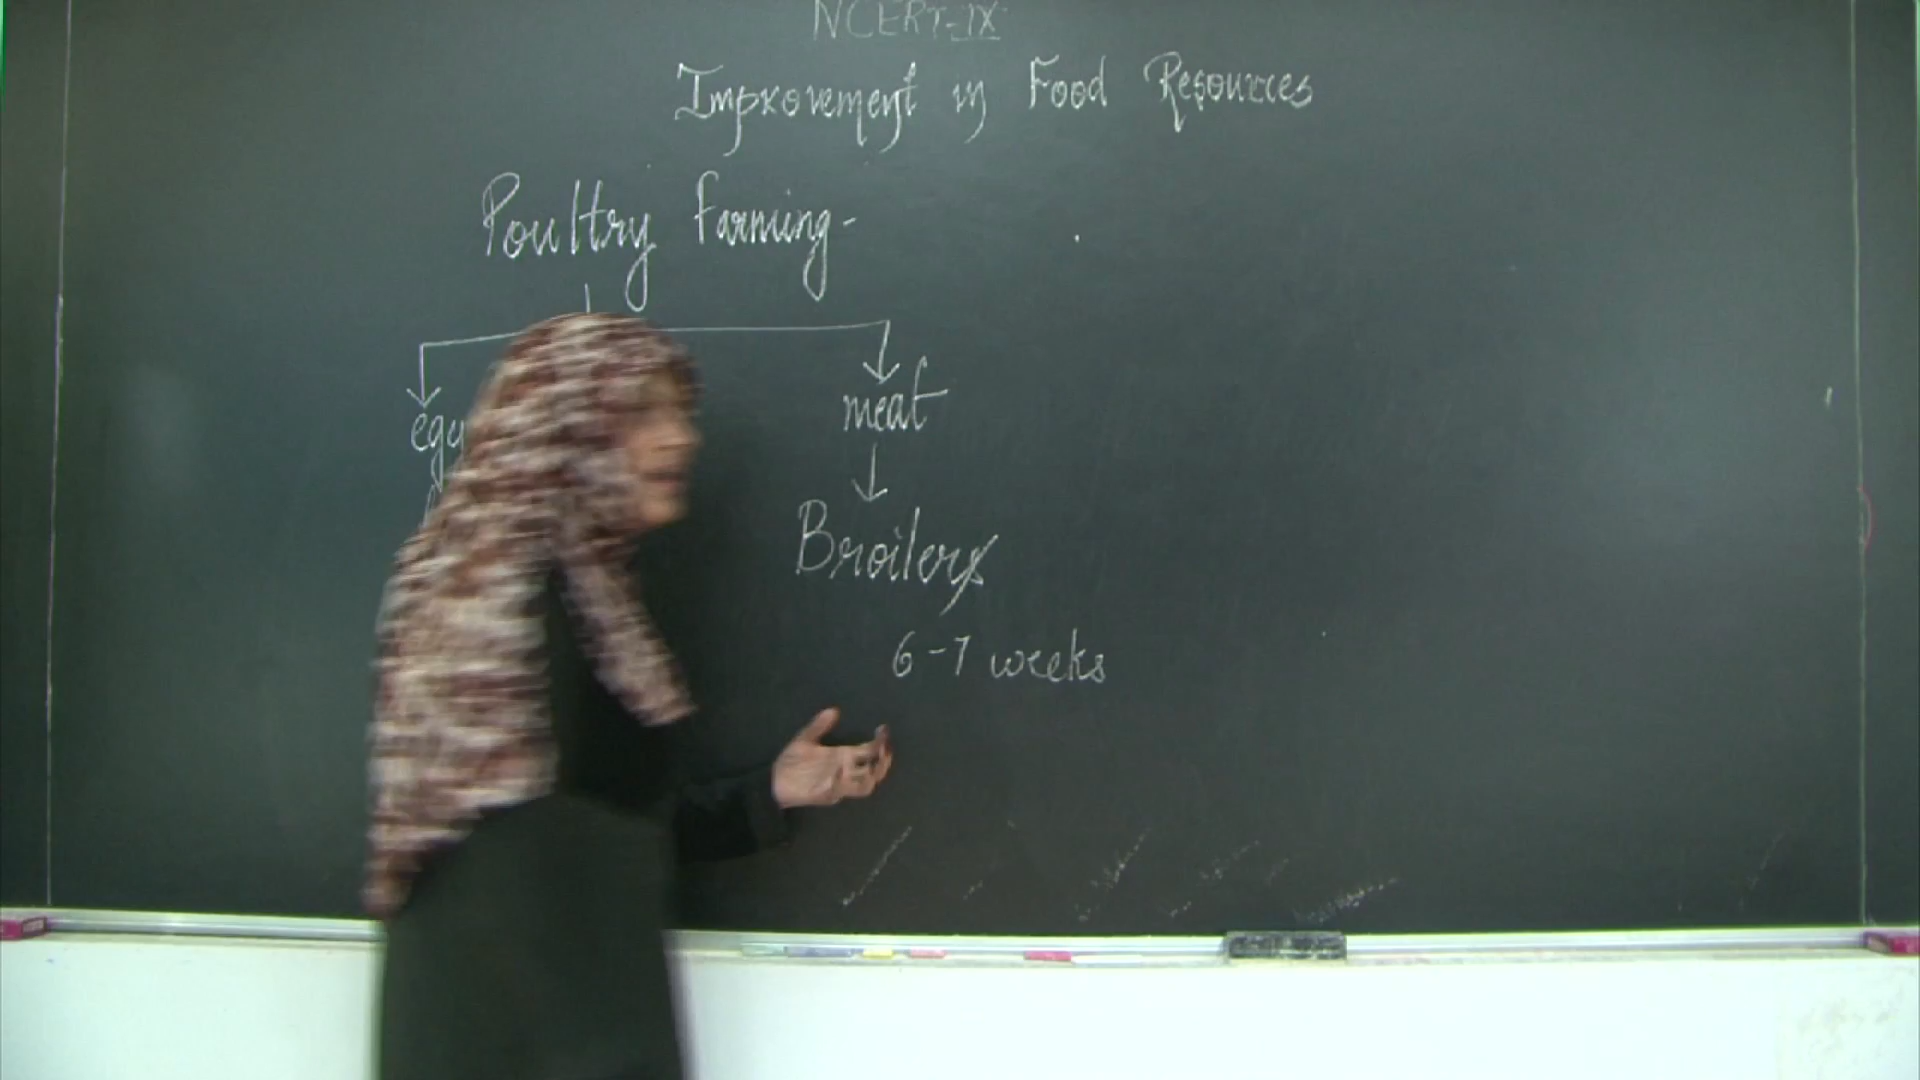 NCERT-IX
Improvement in Food Resources
Poultry farming-
meat
Broilers
6-7 weeks